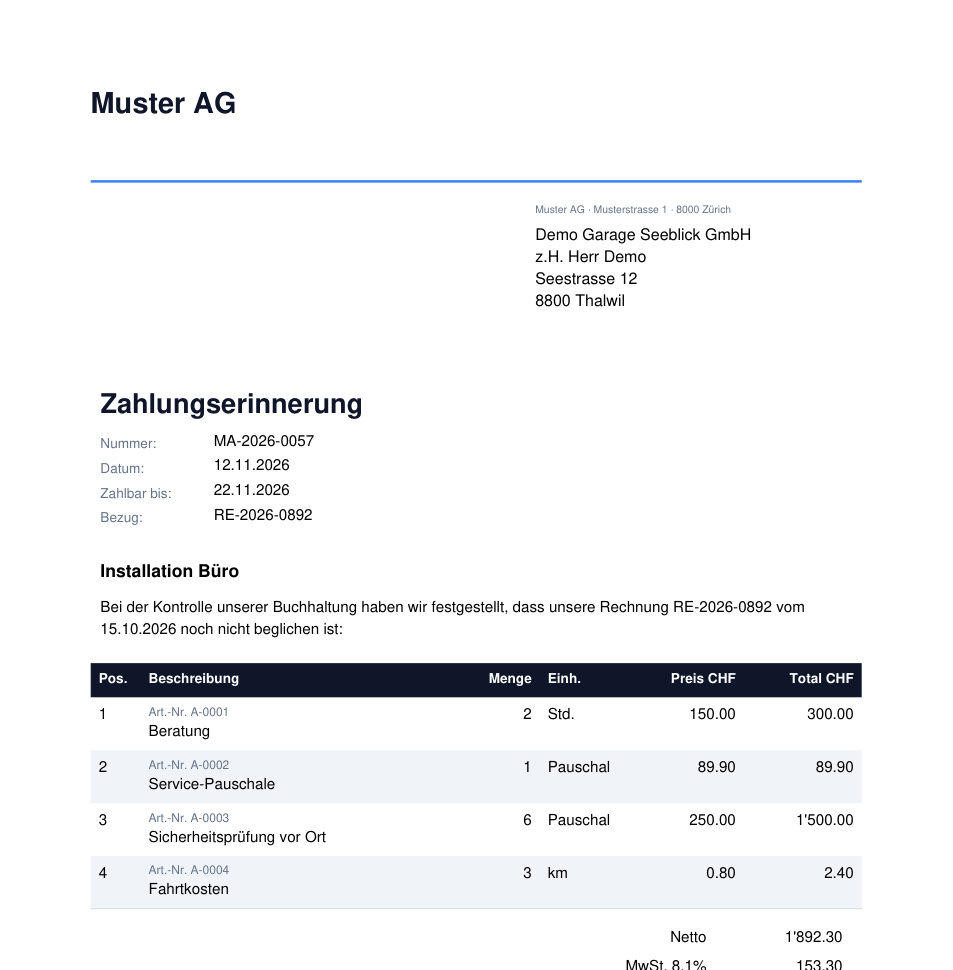 Muster AG
Muster AG · Musterstrasse 1 · 8000 Zürich
Demo Garage Seeblick GmbH
z.H. Herr Demo
Seestrasse 12
8800 Thalwil
Zahlungserinnerung
Nummer: MA-2026-0057
Datum: 12.11.2026
Zahlbar bis: 22.11.2026
Bezug: RE-2026-0892
Installation Büro
Bei der Kontrolle unserer Buchhaltung haben wir festgestellt, dass unsere Rechnung RE-2026-0892 vom
15.10.2026 noch nicht beglichen ist:
Pos. Beschreibung Menge Einh. Preis CHF Total CHF
1 Art.-Nr. A-0001 2 Std. 150.00 300.00
Beratung
2 Art.-Nr. A-0002 1 Pauschal 89.90 89.90
Service-Pauschale
3 Art.-Nr. A-0003 6 Pauschal 250.00 1'500.00
Sicherheitsprüfung vor Ort
4 Art.-Nr. A-0004 3 km 0.80 2.40
Fahrtkosten
Netto 1'892.30
MwSt. 8.1% 153.30